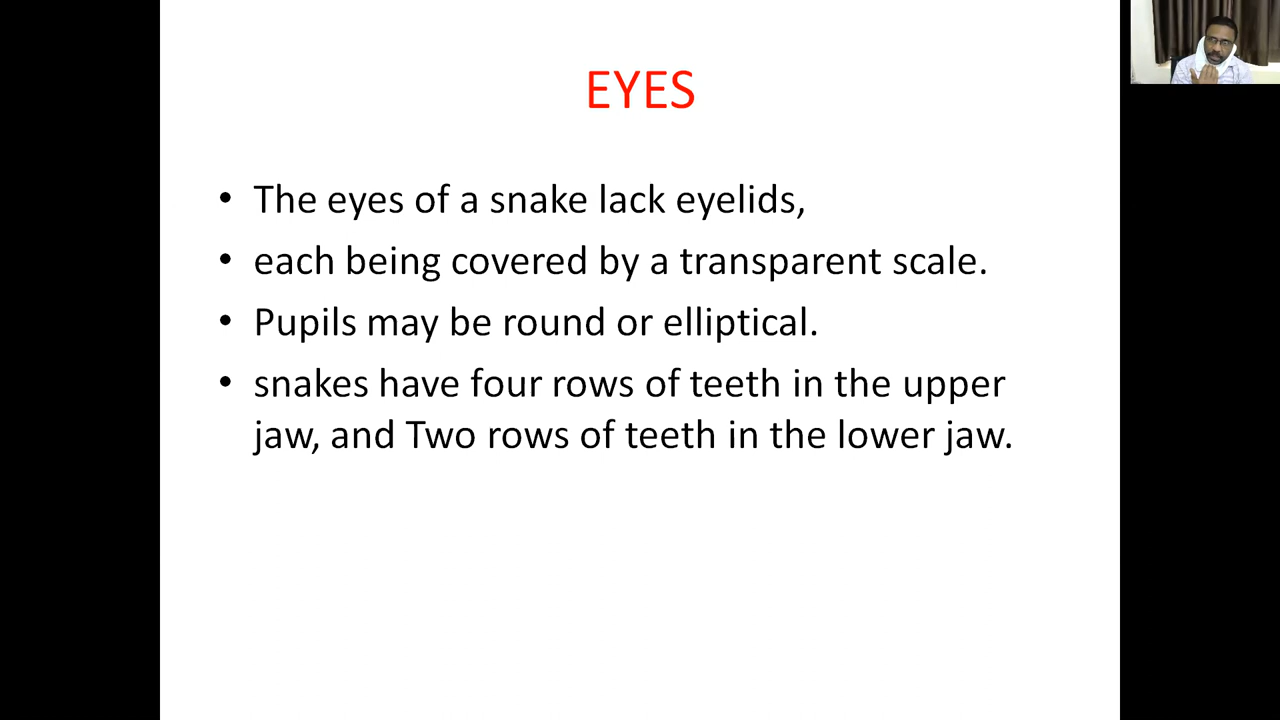 EYES
• The eyes of a snake lack eyelids,
• each being covered by a transparent scale.
• Pupils may be round or elliptical.
• snakes have four rows of teeth in the upper
jaw, and Two rows of teeth in the lower jaw.